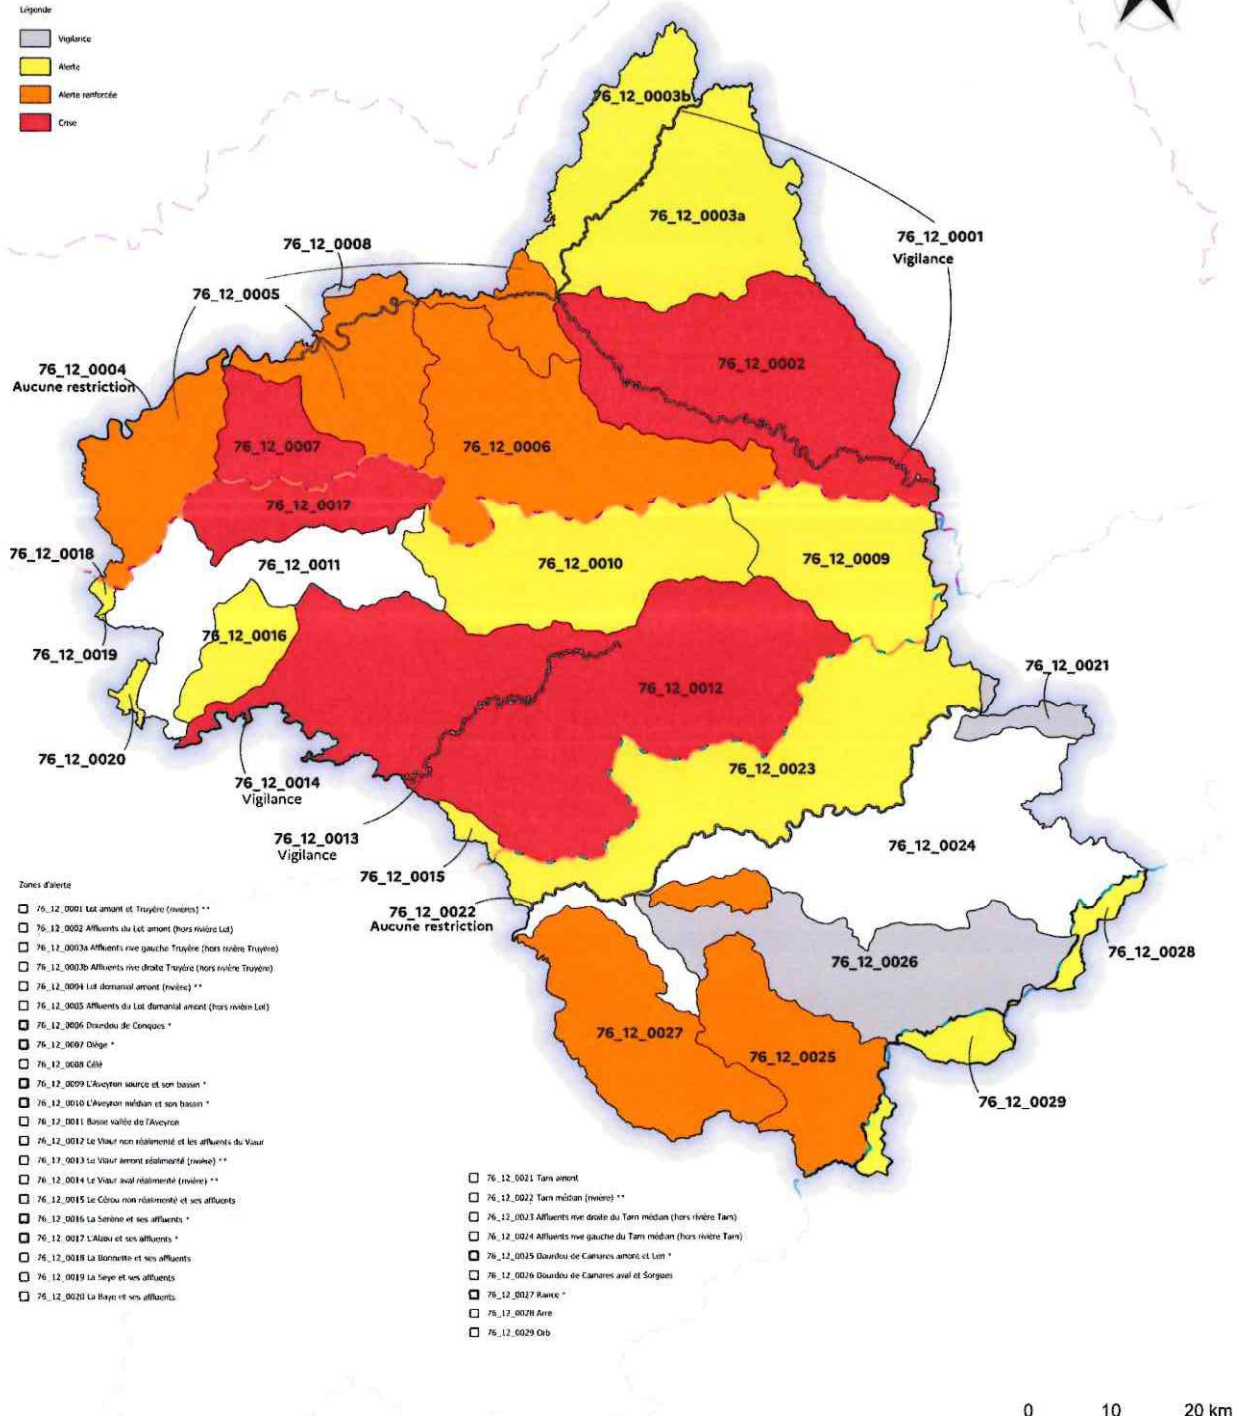 Légende
Vigilance
Alerte
Alerte renforcée
Crise
76_12_0003b
76_12_0003a
76_12_0001
Vigilance
76_12_0008
76_12_0005
76_12_0004
Aucune restriction
76_12_0002
76_12_0007
76_12_0006
76_12_0017
76_12_0018
76_12_0011
76_12_0010
76_12_0009
76_12_0016
76_12_0019
76_12_0021
76_12_0012
76_12_0020
76_12_0023
76_12_0014
Vigilance
76_12_0013
Vigilance
76_12_0024
76_12_0015
76_12_0022
Aucune restriction
76_12_0028
76_12_0026
76_12_0027
76_12_0025
76_12_0029
Zones d'alerte
76_12_0001 Lot amont et Truyère (rivières) **
76_12_0002 Affluents du Lot amont (hors rivière Lot)
76_12_0003a Affluents rive gauche Truyère (hors rivière Truyère)
76_12_0003b Affluents rive droite Truyère (hors rivière Truyère)
76_12_0004 Lot domanial amont (rivière) **
76_12_0005 Affluents du Lot domanial amont (hors rivière Lot)
76_12_0006 Dourdou de Conques *
76_12_0007 Diège *
76_12_0008 Célé
76_12_0009 L'Aveyron source et son bassin *
76_12_0010 L'Aveyron médian et son bassin *
76_12_0011 Basse vallée de l'Aveyron
76_12_0012 Le Viaur non réalimenté et les affluents du Viaur
76_12_0013 Le Viaur amont réalimenté (rivière) **
76_12_0014 Le Viaur aval réalimenté (rivière) **
76_12_0015 Le Cérou non réalimenté et ses affluents
76_12_0016 La Serène et ses affluents *
76_12_0017 L'Alzou et ses affluents *
76_12_0018 La Bonnette et ses affluents
76_12_0019 La Seye et ses affluents
76_12_0020 La Baye et ses affluents
76_12_0021 Tarn amont
76_12_0022 Tarn médian (rivière) **
76_12_0023 Affluents rive droite du Tarn médian (hors rivière Tarn)
76_12_0024 Affluents rive gauche du Tarn médian (hors rivière Tarn)
76_12_0025 Dourdou de Camares amont et Len *
76_12_0026 Dourdou de Camares aval et Sorgues
76_12_0027 Rance *
76_12_0028 Arre
76_12_0029 Orb
0 10 20 km